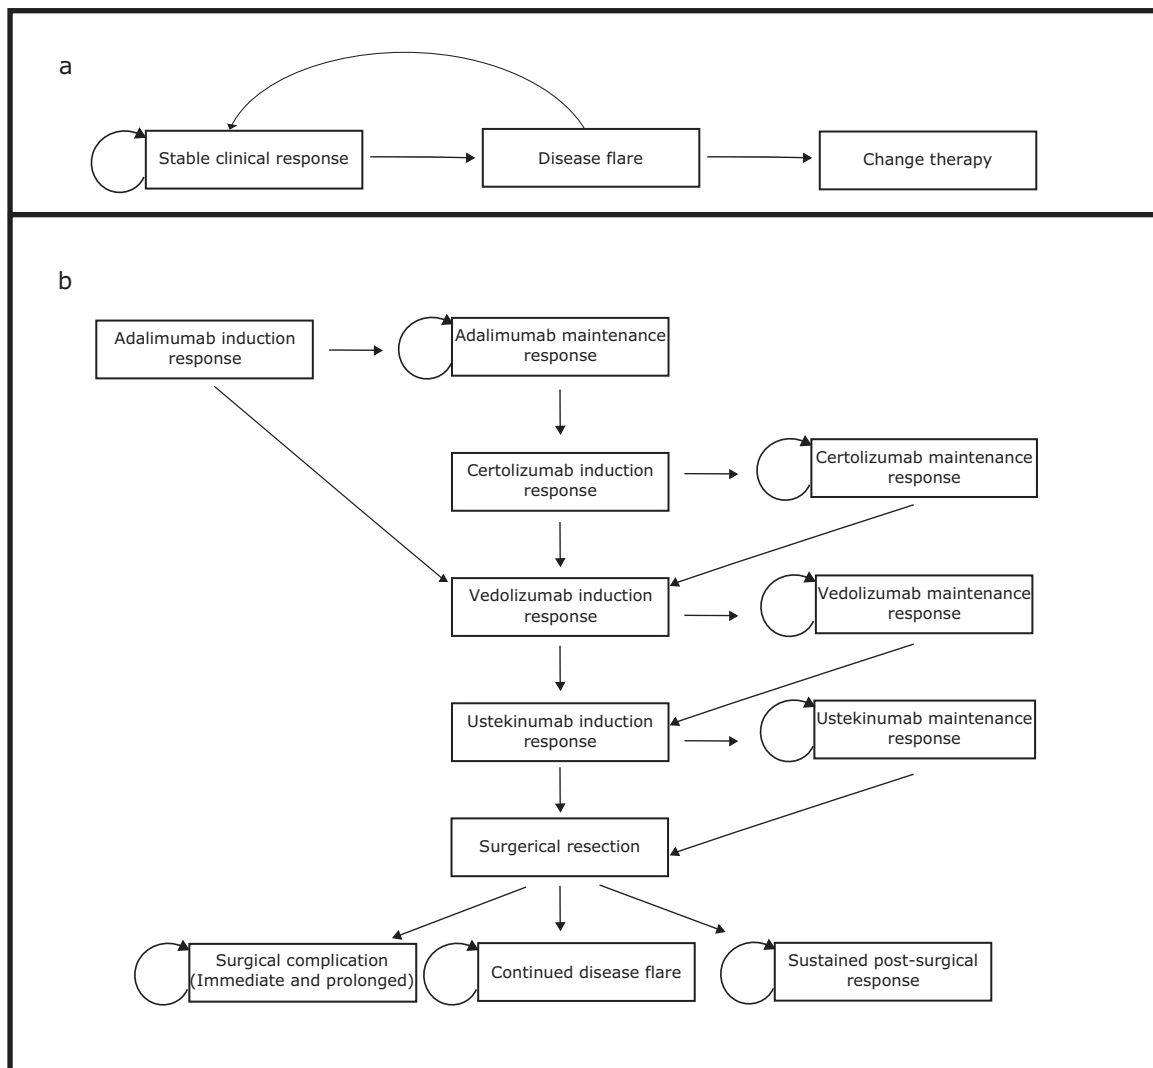 a
Stable clinical response
Disease flare
Change therapy
b
Adalimumab induction
response
Adalimumab maintenance
response
Certolizumab induction
response
Certolizumab maintenance
response
Vedolizumab induction
response
Vedolizumab maintenance
response
Ustekinumab induction
response
Ustekinumab maintenance
response
Surgerical resection
Surgical complication
(Immediate and prolonged)
Continued disease flare
Sustained post-surgical
response